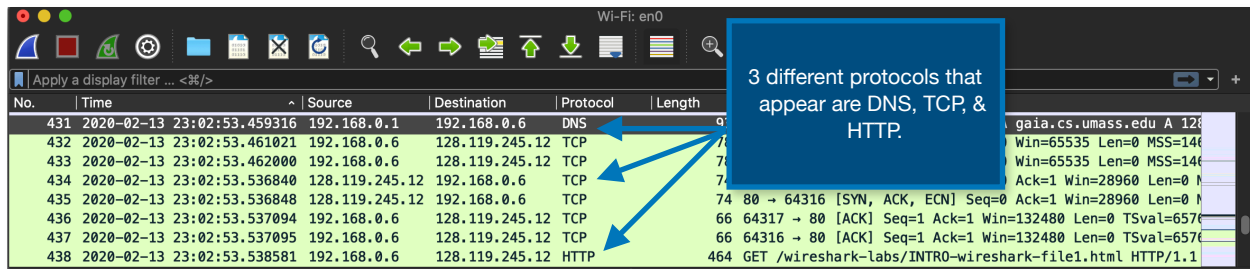 Wi-Fi: en0
Apply a display filter ... <⌘/>
3 different protocols that
appear are DNS, TCP, &
HTTP.
No. Time Source Destination Protocol Length
431 2020-02-13 23:02:53.459316 192.168.0.1 192.168.0.6 DNS gaia.cs.umass.edu A 128
432 2020-02-13 23:02:53.461021 192.168.0.6 128.119.245.12 TCP 78 Win=65535 Len=0 MSS=146
433 2020-02-13 23:02:53.462000 192.168.0.6 128.119.245.12 TCP 78 Win=65535 Len=0 MSS=146
434 2020-02-13 23:02:53.536840 128.119.245.12 192.168.0.6 TCP 74 Ack=1 Win=28960 Len=0 M
435 2020-02-13 23:02:53.536848 128.119.245.12 192.168.0.6 TCP 74 80 → 64316 [SYN, ACK, ECN] Seq=0 Ack=1 Win=28960 Len=0 M
436 2020-02-13 23:02:53.537094 192.168.0.6 128.119.245.12 TCP 66 64317 → 80 [ACK] Seq=1 Ack=1 Win=132480 Len=0 TSval=6576
437 2020-02-13 23:02:53.537095 192.168.0.6 128.119.245.12 TCP 66 64316 → 80 [ACK] Seq=1 Ack=1 Win=132480 Len=0 TSval=6576
438 2020-02-13 23:02:53.538581 192.168.0.6 128.119.245.12 HTTP 464 GET /wireshark-labs/INTRO-wireshark-file1.html HTTP/1.1